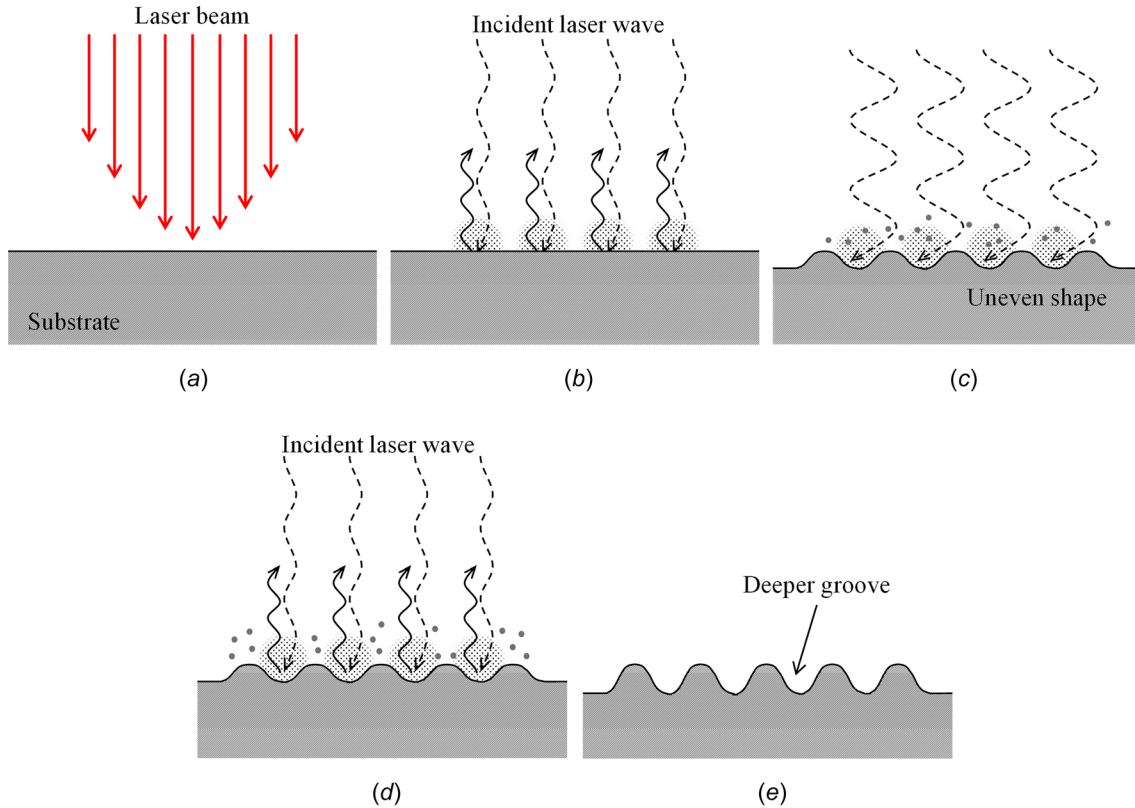 Laser beam
Substrate
(a)
Incident laser wave
(b)
Uneven shape
(c)
Incident laser wave
(d)
Deeper groove
(e)